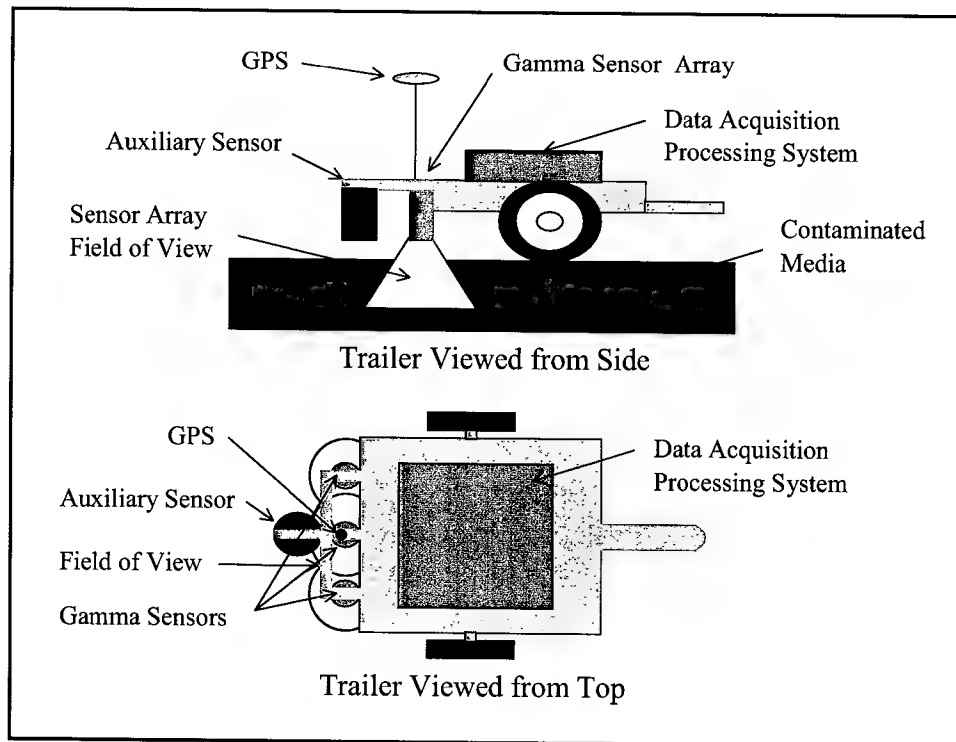 GPS
Gamma Sensor Array
Auxiliary Sensor
Data Acquisition
Processing System
Sensor Array
Field of View
Contaminated
Media
Trailer Viewed from Side
GPS
Data Acquisition
Processing System
Auxiliary Sensor
Field of View
Gamma Sensors
Trailer Viewed from Top